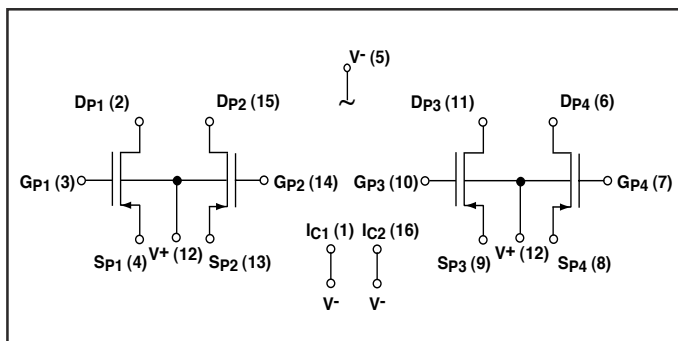 V- (5)
DP1 (2) DP2 (15) DP3 (11) DP4 (6)
~
GP1 (3) GP2 (14) GP3 (10) GP4 (7)
IC1 (1) IC2 (16)
SP1 (4) V+ (12) SP2 (13) SP3 (9) V+ (12) SP4 (8)
V- V-